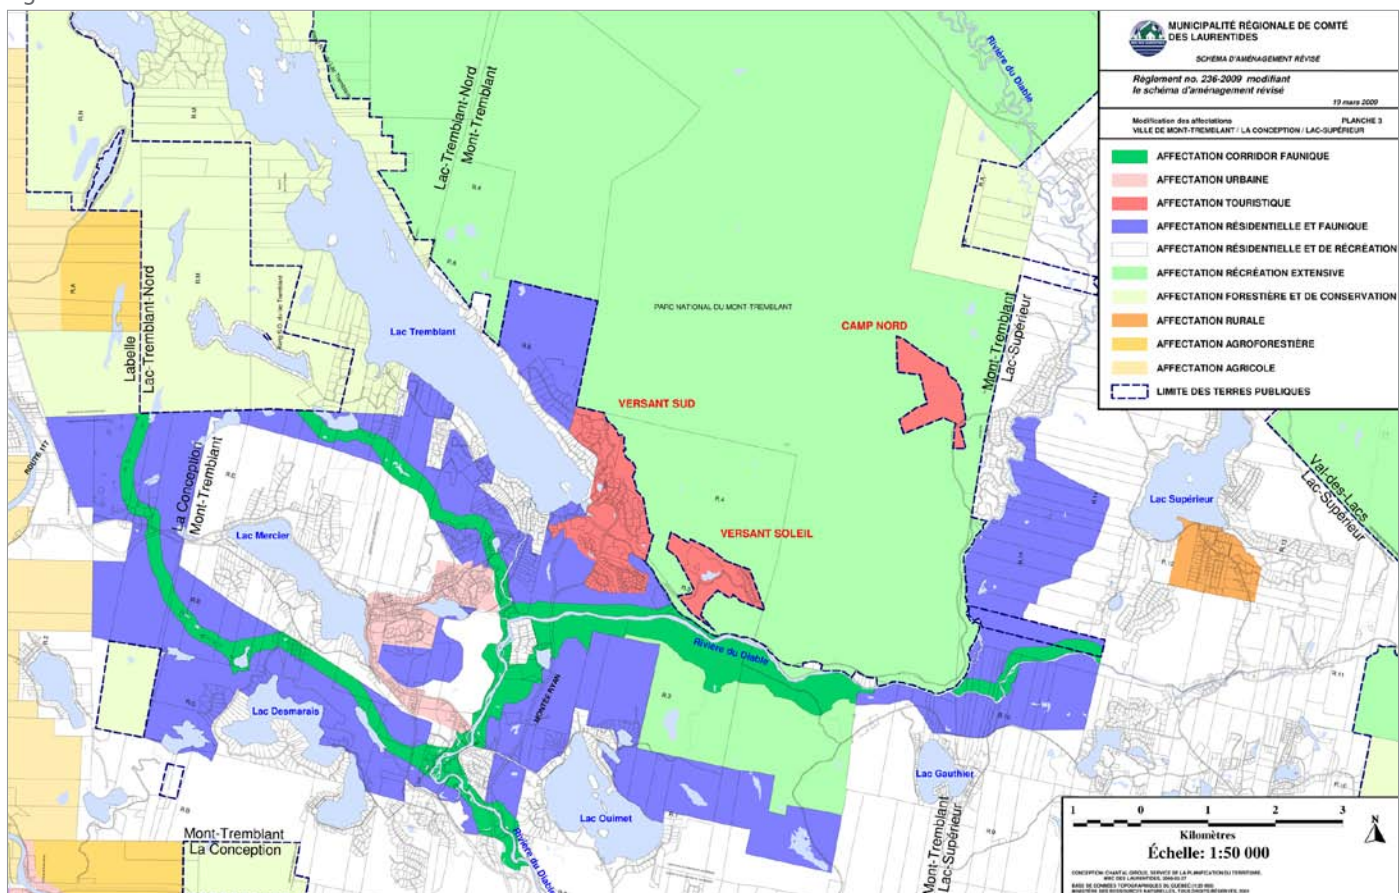 MUNICIPALITÉ RÉGIONALE DE COMTÉ
DES LAURENTIDES
SCHÉMA D'AMÉNAGEMENT RÉVISÉ
Règlement no. 236-2009 modifiant
le schéma d'aménagement révisé
19 mars 2009
Modification des affectations
PLANCHE 3
VILLE DE MONT-TREMBLANT / LA CONCEPTION / LAC-SUPÉRIEUR
AFFECTATION CORRIDOR FAUNIQUE
AFFECTATION URBAINE
AFFECTATION TOURISTIQUE
AFFECTATION RÉSIDENTIELLE ET FAUNIQUE
AFFECTATION RÉSIDENTIELLE ET DE RÉCRÉATION
AFFECTATION RÉCRÉATION EXTENSIVE
AFFECTATION FORESTIÈRE ET DE CONSERVATION
AFFECTATION RURALE
AFFECTATION AGROFORESTIÈRE
AFFECTATION AGRICOLE
LIMITE DES TERRES PUBLIQUES
Rivière du Diable
Lac-Tremblant-Nord
Mont-Tremblant
PARC NATIONAL DU MONT-TREMBLANT
CAMP NORD
Mont-Tremblant
Lac-Supérieur
Labelle
Lac-Tremblant-Nord
Lac Tremblant
VERSANT SUD
VERSANT SOLEIL
ROUTE 117
La Conception
Mont-Tremblant
Lac Mercier
Lac Supérieur
Val-des-Lacs
Lac-Supérieur
Rivière du Diable
MONTÉE RYAN
Lac Desmarais
Lac Ouimet
Lac Gauthier
Mont-Tremblant
La Conception
Rivière du Diable
Mont-Tremblant
Lac-Supérieur
1 0 1 2 3
Kilomètres
Échelle: 1:50 000
N